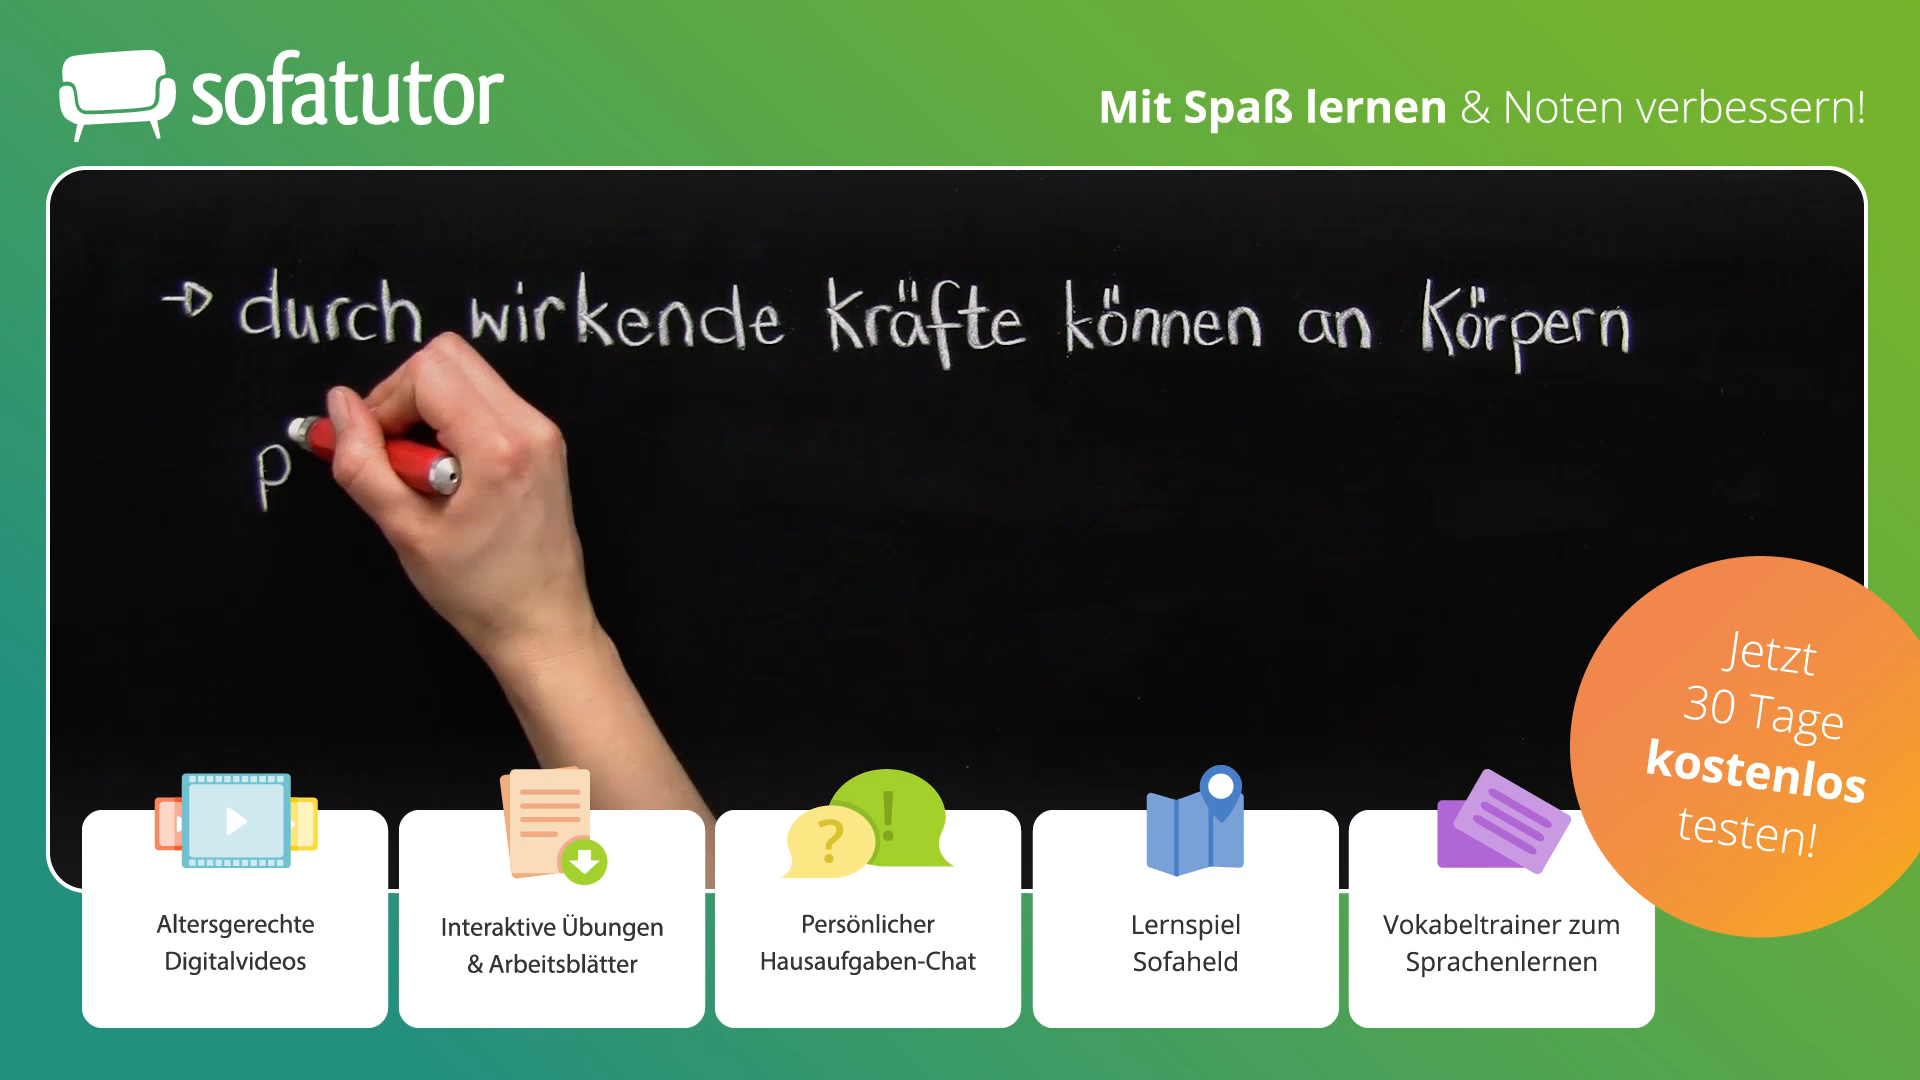 sofatutor
Mit Spaß lernen & Noten verbessern!
durch wirkende Kräfte können an Körpern
p
Jetzt
30 Tage
kostenlos
testen!
Altersgerechte
Digitalvideos
Interaktive Übungen
& Arbeitsblätter
?
!
Persönlicher
Hausaufgaben-Chat
Lernspiel
Sofaheld
Vokabeltrainer zum
Sprachenlernen